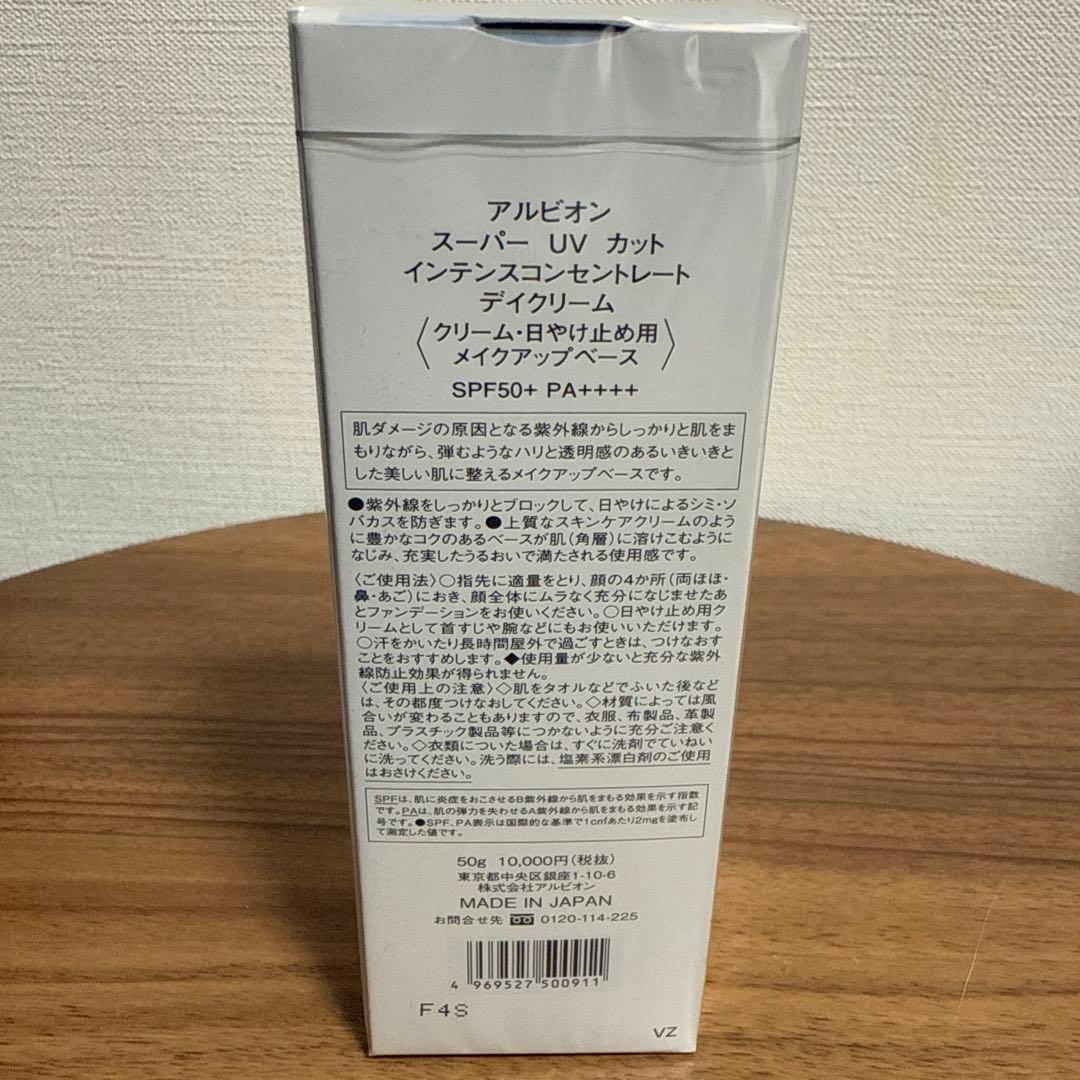 アルビオン
スーパー UV カット
インテンスコンセントレート
デイクリーム
〈クリーム・日やけ止め用
メイクアップベース〉
SPF50+ PA++++
肌ダメージの原因となる紫外線からしっかりと肌をま
もりながら、弾むようなハリと透明感のあるいきいきと
した美しい肌に整えるメイクアップベースです。
●紫外線をしっかりとブロックして、日やけによるシミ・ソ
バカスを防ぎます。●上質なスキンケアクリームのよう
に豊かなコクのあるベースが肌(角層)に溶けこむように
なじみ、充実したうるおいで満たされる使用感です。
〈ご使用法〉○指先に適量をとり、顔の4か所(両ほほ・
鼻・あご)におき、顔全体にムラなく充分になじませたあ
とファンデーションをお使いください。○日やけ止め用ク
リームとして首すじや腕などにもお使いいただけます。
○汗をかいたり長時間屋外で過ごすときは、つけなおす
ことをおすすめします。◆使用量が少ないと充分な紫外
線防止効果が得られません。
〈ご使用上の注意〉◇肌をタオルなどでふいた後など
は、その都度つけなおしてください。◇材質によっては風
合いが変わることもありますので、衣服、布製品、革製
品、プラスチック製品等につかないように充分ご注意く
ださい。◇衣類についた場合は、すぐに洗剤でていねい
に洗ってください。洗う際には、塩素系漂白剤のご使用
はおさけください。
SPFは、肌に炎症をおこさせるB紫外線から肌をまもる効果を示す指数
です。PAは、肌の弾力を失わせるA紫外線から肌をまもる効果を示す記
号です。●SPF、PA表示は国際的な基準で1㎠あたり2mgを塗布し
て測定した値です。
50g 10,000円(税抜)
東京都中央区銀座1-10-6
株式会社アルビオン
MADE IN JAPAN
お問合せ先 0120-114-225
4 969527 500911
F4S
VZ